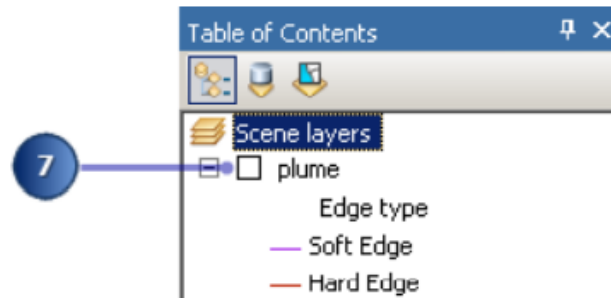 Table of Contents
Scene layers
7
plume
Edge type
Soft Edge
Hard Edge